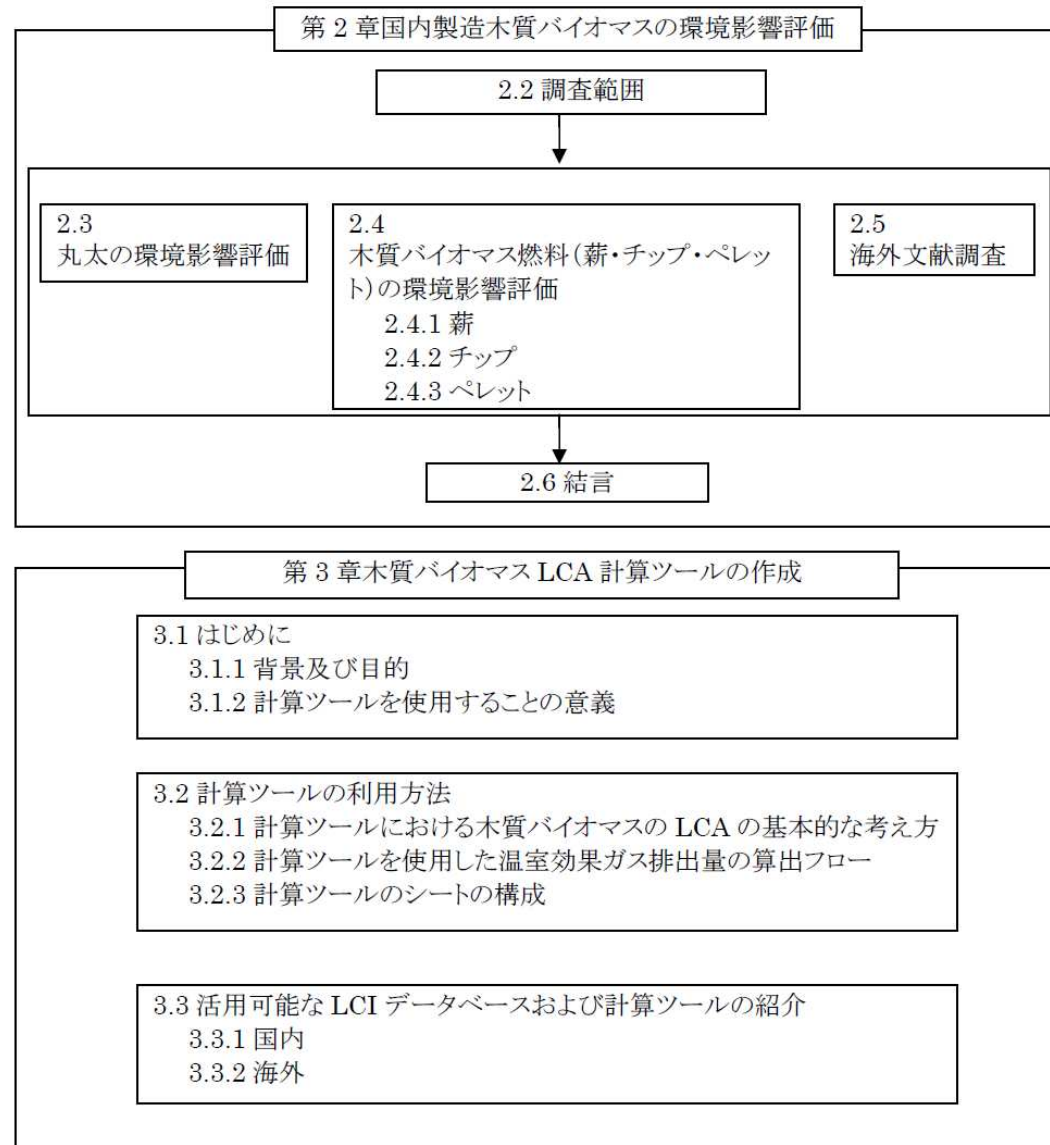 第2章国内製造木質バイオマスの環境影響評価
2.2 調査範囲
2.3
丸太の環境影響評価
2.4
木質バイオマス燃料(薪・チップ・ペレッ
ト)の環境影響評価
2.4.1 薪
2.4.2 チップ
2.4.3 ペレット
2.5
海外文献調査
2.6 結言
第3章木質バイオマス LCA 計算ツールの作成
3.1 はじめに
3.1.1 背景及び目的
3.1.2 計算ツールを使用することの意義
3.2 計算ツールの利用方法
3.2.1 計算ツールにおける木質バイオマスの LCA の基本的な考え方
3.2.2 計算ツールを使用した温室効果ガス排出量の算出フロー
3.2.3 計算ツールのシートの構成
3.3 活用可能な LCI データベースおよび計算ツールの紹介
3.3.1 国内
3.3.2 海外